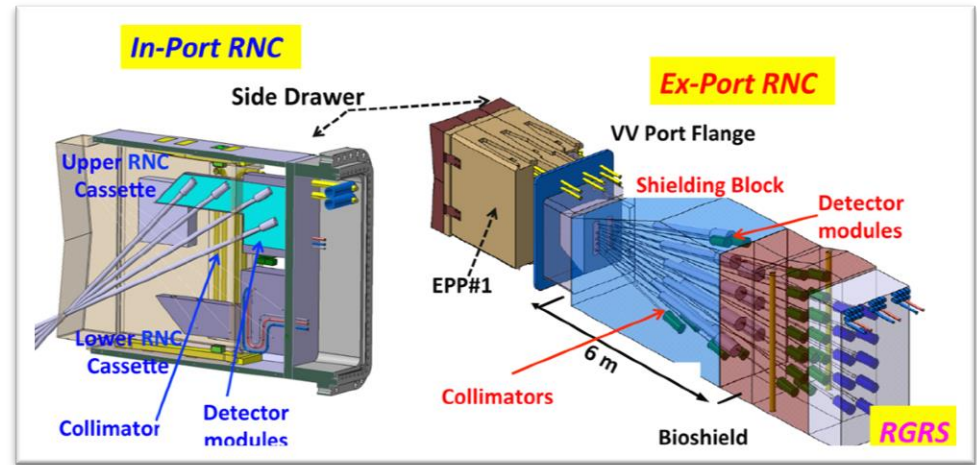 In-Port RNC
Side Drawer
Upper RNC
Cassette
Lower RNC
Cassette
Collimator
Detector
modules
Ex-Port RNC
VV Port Flange
Shielding Block
Detector
modules
EPP#1
6 m
Collimators
Bioshield
RGRS